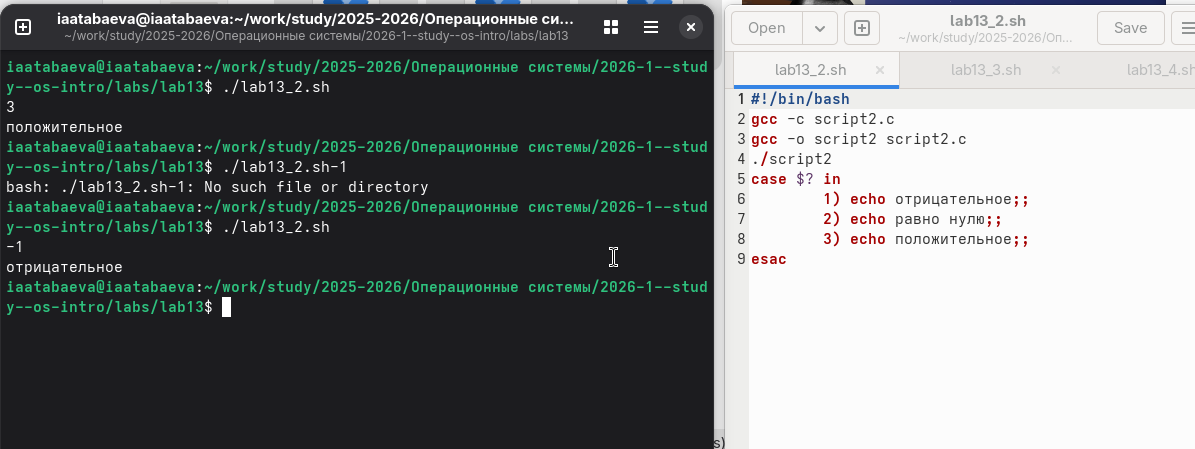 iaatabaeva@iaatabaeva:~/work/study/2025-2026/Операционные си...
~/work/study/2025-2026/Операционные системы/2026-1--study--os-intro/labs/lab13
iaatabaeva@iaatabaeva:~/work/study/2025-2026/Операционные системы/2026-1--stud
y--os-intro/labs/lab13$ ./lab13_2.sh
3
положительное
iaatabaeva@iaatabaeva:~/work/study/2025-2026/Операционные системы/2026-1--stud
y--os-intro/labs/lab13$ ./lab13_2.sh-1
bash: ./lab13_2.sh-1: No such file or directory
iaatabaeva@iaatabaeva:~/work/study/2025-2026/Операционные системы/2026-1--stud
y--os-intro/labs/lab13$ ./lab13_2.sh
-1
отрицательное
iaatabaeva@iaatabaeva:~/work/study/2025-2026/Операционные системы/2026-1--stud
y--os-intro/labs/lab13$
s)
Open
lab13_2.sh
~/work/study/2025-2026/Оп...
Save
lab13_2.sh × lab13_3.sh × lab13_4.sh
1 #!/bin/bash
2 gcc -c script2.c
3 gcc -o script2 script2.c
4 ./script2
5 case $? in
6 1) echo отрицательное;;
7 2) echo равно нулю;;
8 3) echo положительное;;
9 esac